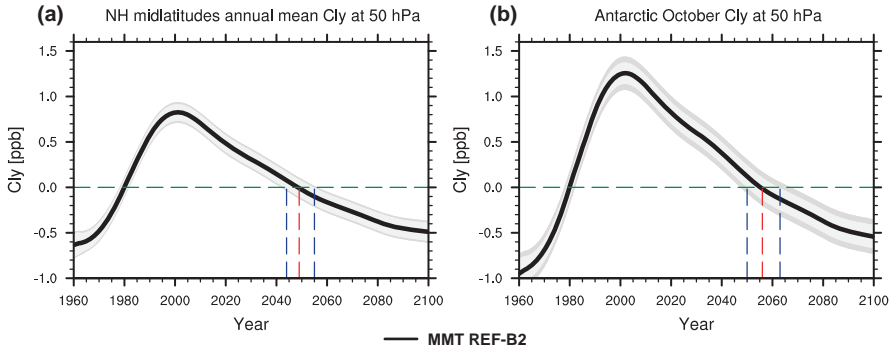 (a) NH midlatitudes annual mean Cly at 50 hPa
(b) Antarctic October Cly at 50 hPa
Cly [ppb]
1.5
1.0
0.5
0.0
-0.5
-1.0
1960 1980 2000 2020 2040 2060 2080 2100
Year
Cly [ppb]
1.5
1.0
0.5
0.0
-0.5
-1.0
1960 1980 2000 2020 2040 2060 2080 2100
Year
MMT REF-B2